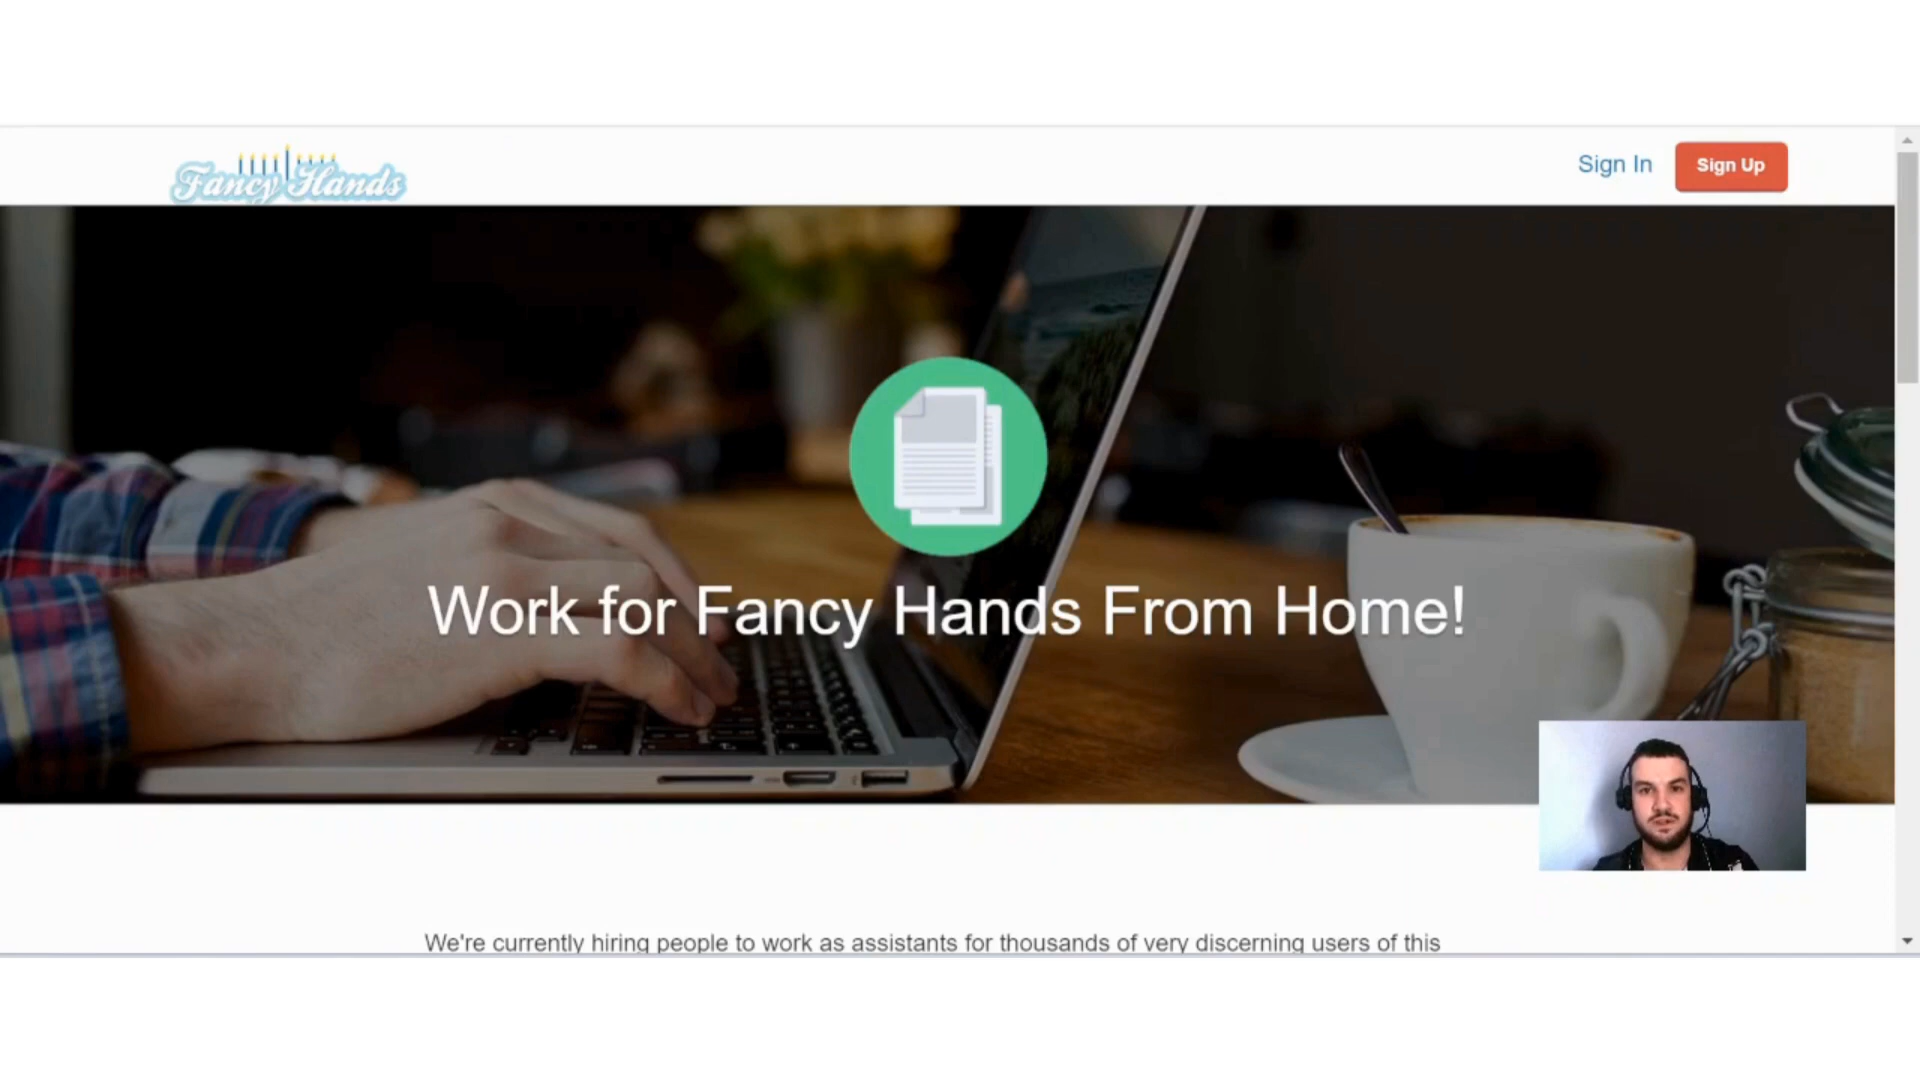 Fancy Hands
Sign In
Sign Up
Work for Fancy Hands From Home!
We're currently hiring people to work as assistants for thousands of very discerning users of this